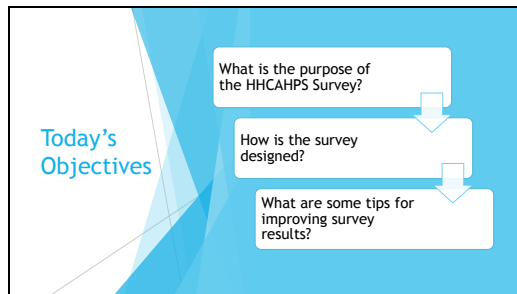 Today's
Objectives
What is the purpose of
the HHCAHPS Survey?
How is the survey
designed?
What are some tips for
improving survey
results?